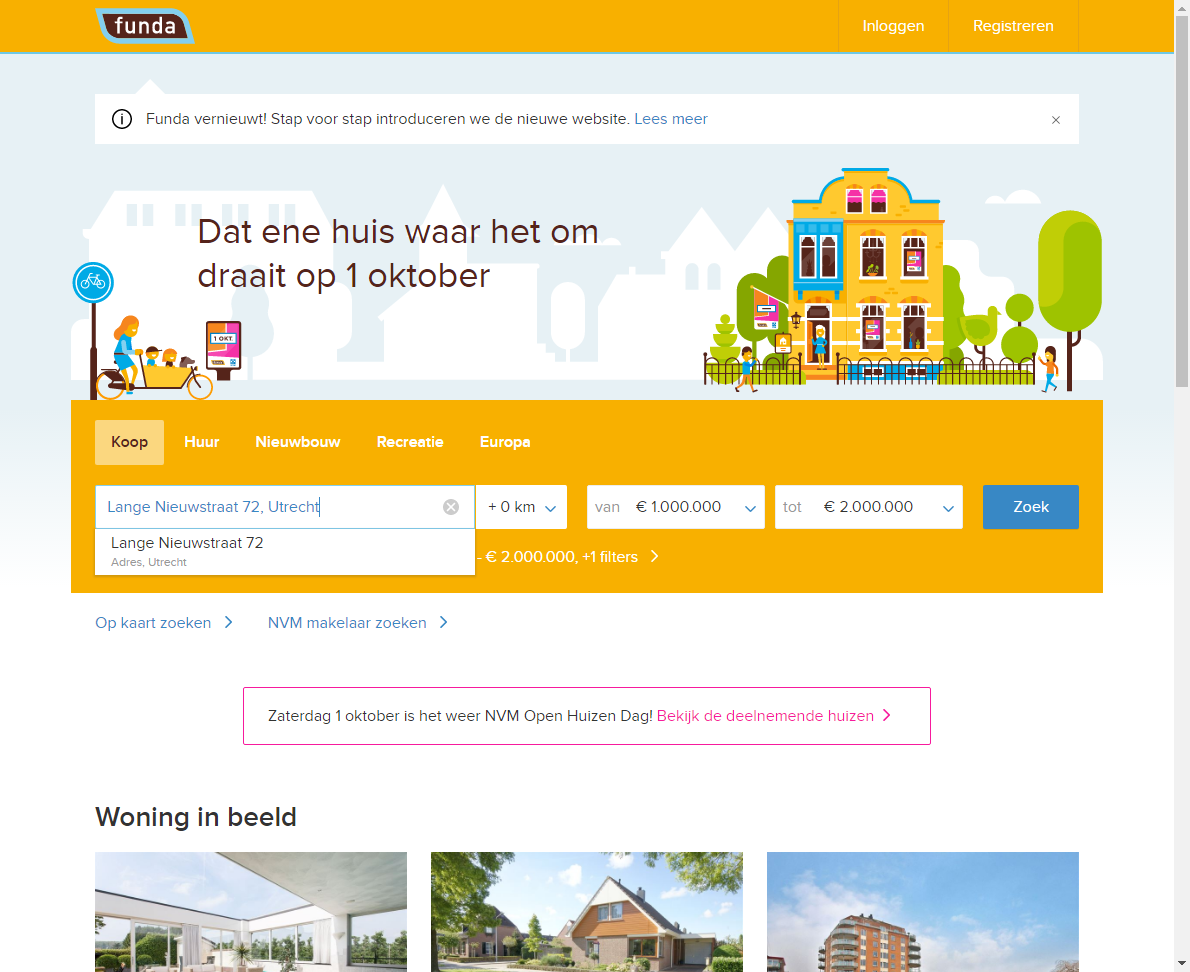 funda
Inloggen
Registreren
Funda vernieuwt! Stap voor stap introduceren we de nieuwe website. Lees meer
Dat ene huis waar het om
draait op 1 oktober
1 OKT
Koop
Huur
Nieuwbouw
Recreatie
Europa
Lange Nieuwstraat 72, Utrecht
+ 0 km
van € 1.000.000
tot € 2.000.000
Zoek
Lange Nieuwstraat 72
Adres, Utrecht
- € 2.000.000, +1 filters
Op kaart zoeken
NVM makelaar zoeken
Zaterdag 1 oktober is het weer NVM Open Huizen Dag! Bekijk de deelnemende huizen
Woning in beeld